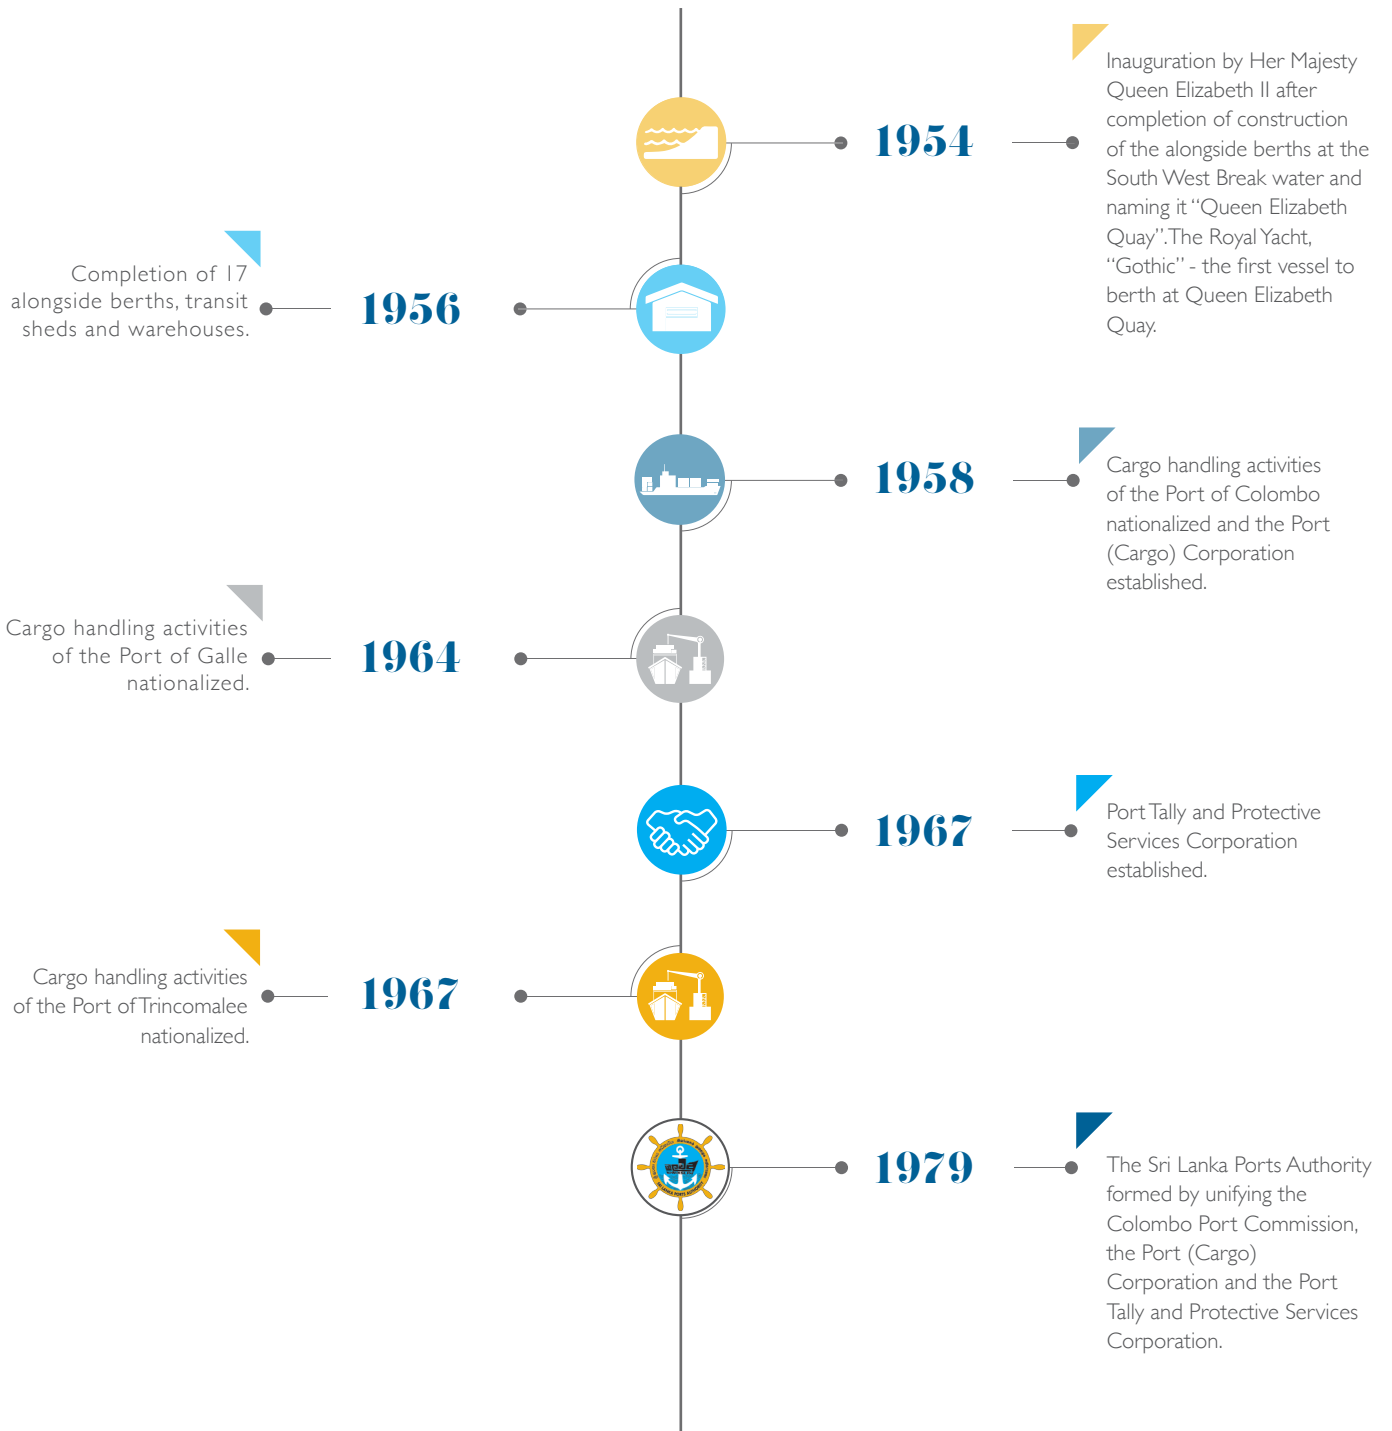 1954
Inauguration by Her Majesty
Queen Elizabeth II after
completion of construction
of the alongside berths at the
South West Break water and
naming it “Queen Elizabeth
Quay”. The Royal Yacht,
“Gothic” - the first vessel to
berth at Queen Elizabeth
Quay.
Completion of 17
alongside berths, transit
sheds and warehouses.
1956
1958
Cargo handling activities
of the Port of Colombo
nationalized and the Port
(Cargo) Corporation
established.
Cargo handling activities
of the Port of Galle
nationalized.
1964
1967
Port Tally and Protective
Services Corporation
established.
Cargo handling activities
of the Port of Trincomalee
nationalized.
1967
SRI LANKA PORTS AUTHORITY
1979
The Sri Lanka Ports Authority
formed by unifying the
Colombo Port Commission,
the Port (Cargo)
Corporation and the Port
Tally and Protective Services
Corporation.